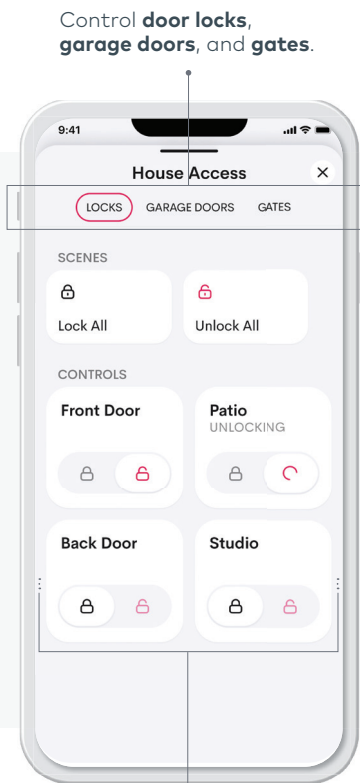 Control door locks,
garage doors, and gates.
9:41
House Access
LOCKS GARAGE DOORS GATES
SCENES
Lock All Unlock All
CONTROLS
Front Door Patio
UNLOCKING
Back Door Studio